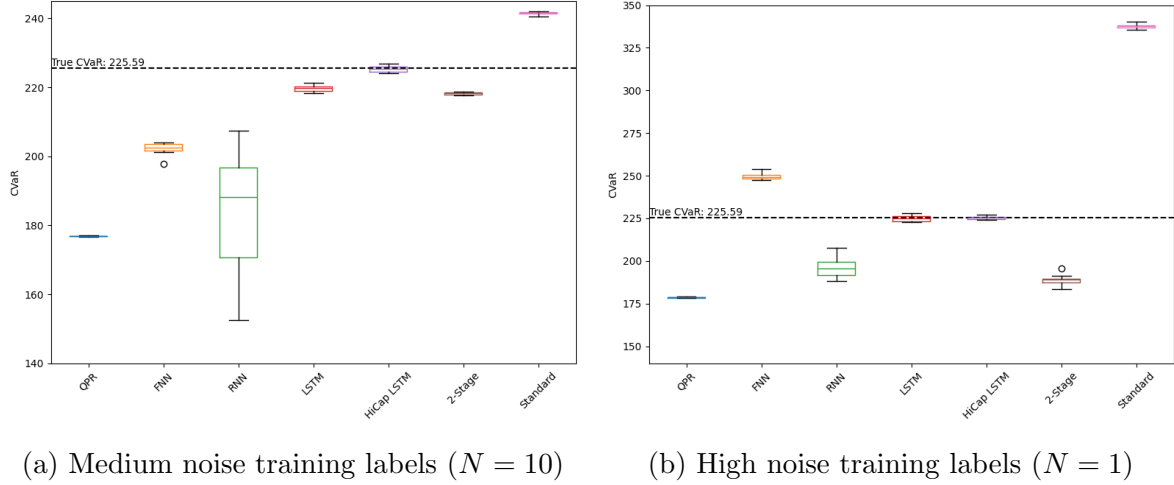 240
220
200
180
160
140
CVaR
True CVaR: 225.59
QPR
FNN
RNN
LSTM
HiCap LSTM
2-Stage
Standard
(a) Medium noise training labels (N = 10)
350
325
300
275
250
225
200
175
150
CVaR
True CVaR: 225.59
QPR
FNN
RNN
LSTM
HiCap LSTM
2-Stage
Standard
(b) High noise training labels (N = 1)